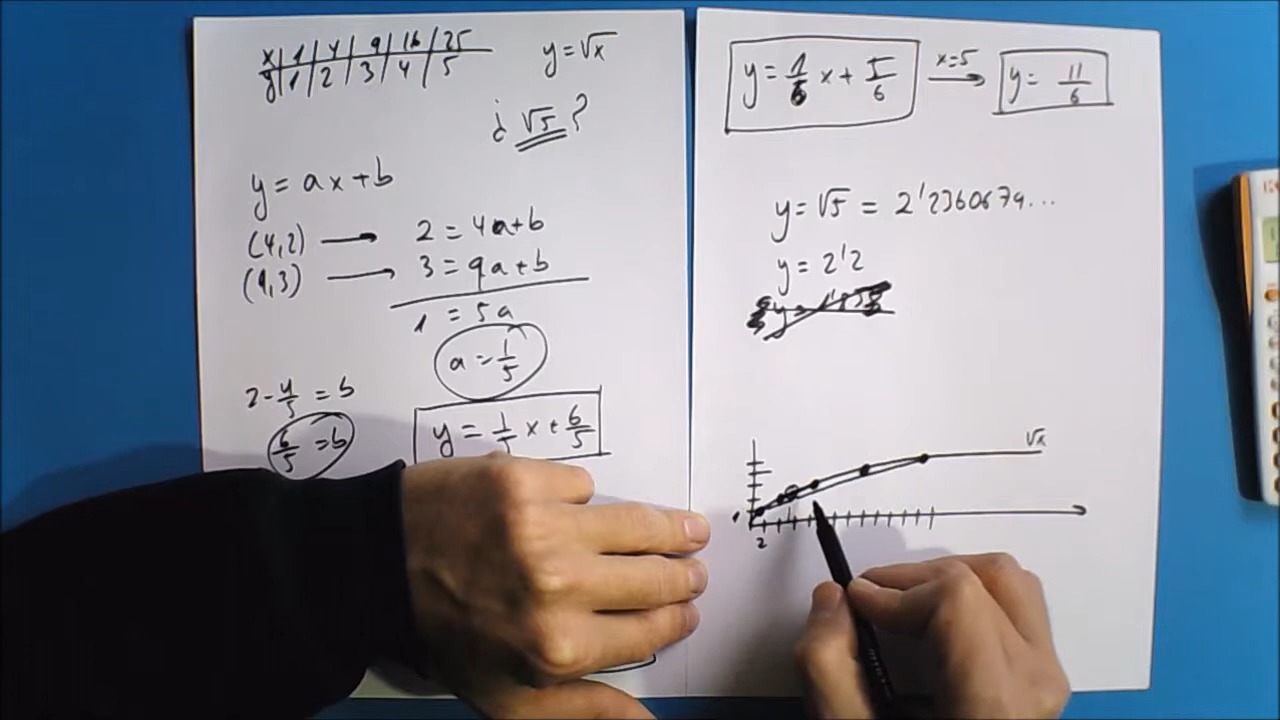 x | 1 | 4 | 9 | 16 | 25
y | 1 | 2 | 3 | 4 | 5
y = √x
¿ √5 ?
y = ax + b
(4,2) → 2 = 4a + b
(9,3) → 3 = 9a + b
1 = 5a
a = 1/5
2 - 4/5 = b
6/5 = b
y = 1/5 x + 6/5
y = 1/6 x + 5/6 x=5 → y = 11/6
y = √5 = 2'2360679...
y = 2'2
√x
1
2